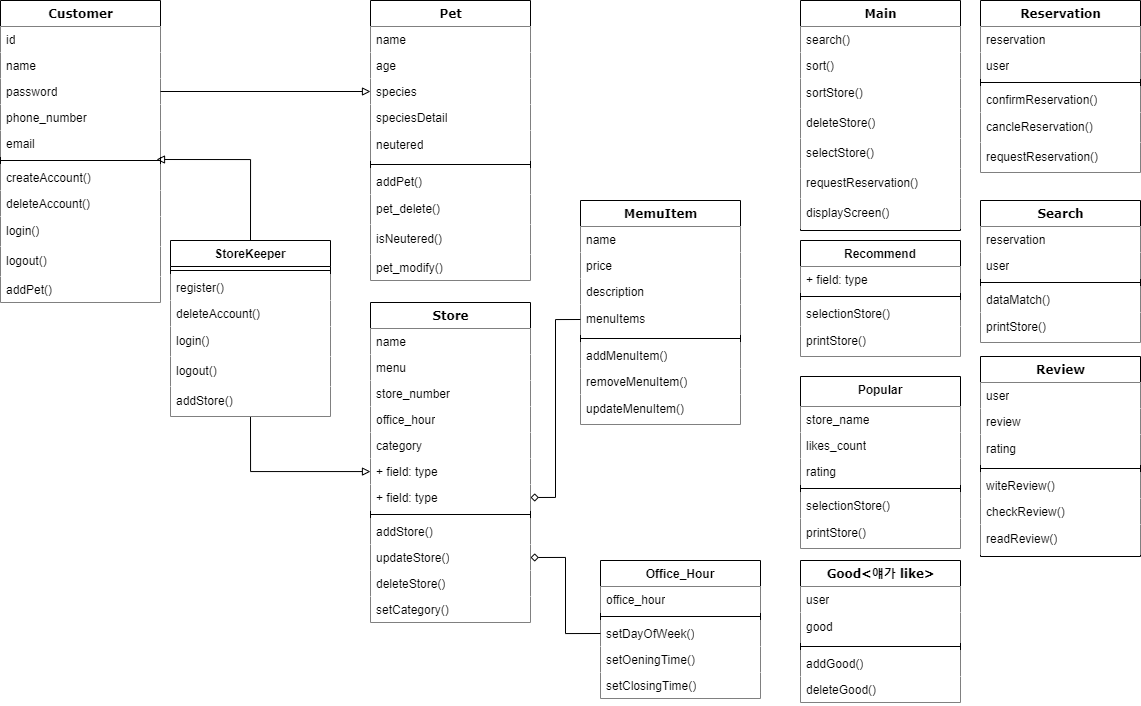 Customer
id
name
password
phone_number
email
createAccount()
deleteAccount()
login()
logout()
addPet()
StoreKeeper
register()
deleteAccount()
login()
logout()
addStore()
Pet
name
age
species
speciesDetail
neutered
addPet()
pet_delete()
isNeutered()
pet_modify()
Store
name
menu
store_number
office_hour
category
+ field: type
+ field: type
addStore()
updateStore()
deleteStore()
setCategory()
MemuItem
name
price
description
menuItems
addMenuItem()
removeMenuItem()
updateMenuItem()
Office_Hour
office_hour
setDayOfWeek()
setOeningTime()
setClosingTime()
Main
search()
sort()
sortStore()
deleteStore()
selectStore()
requestReservation()
displayScreen()
Recommend
+ field: type
selectionStore()
printStore()
Popular
store_name
likes_count
rating
selectionStore()
printStore()
Good<얘가 like>
user
good
addGood()
deleteGood()
Reservation
reservation
user
confirmReservation()
cancleReservation()
requestReservation()
Search
reservation
user
dataMatch()
printStore()
Review
user
review
rating
witeReview()
checkReview()
readReview()